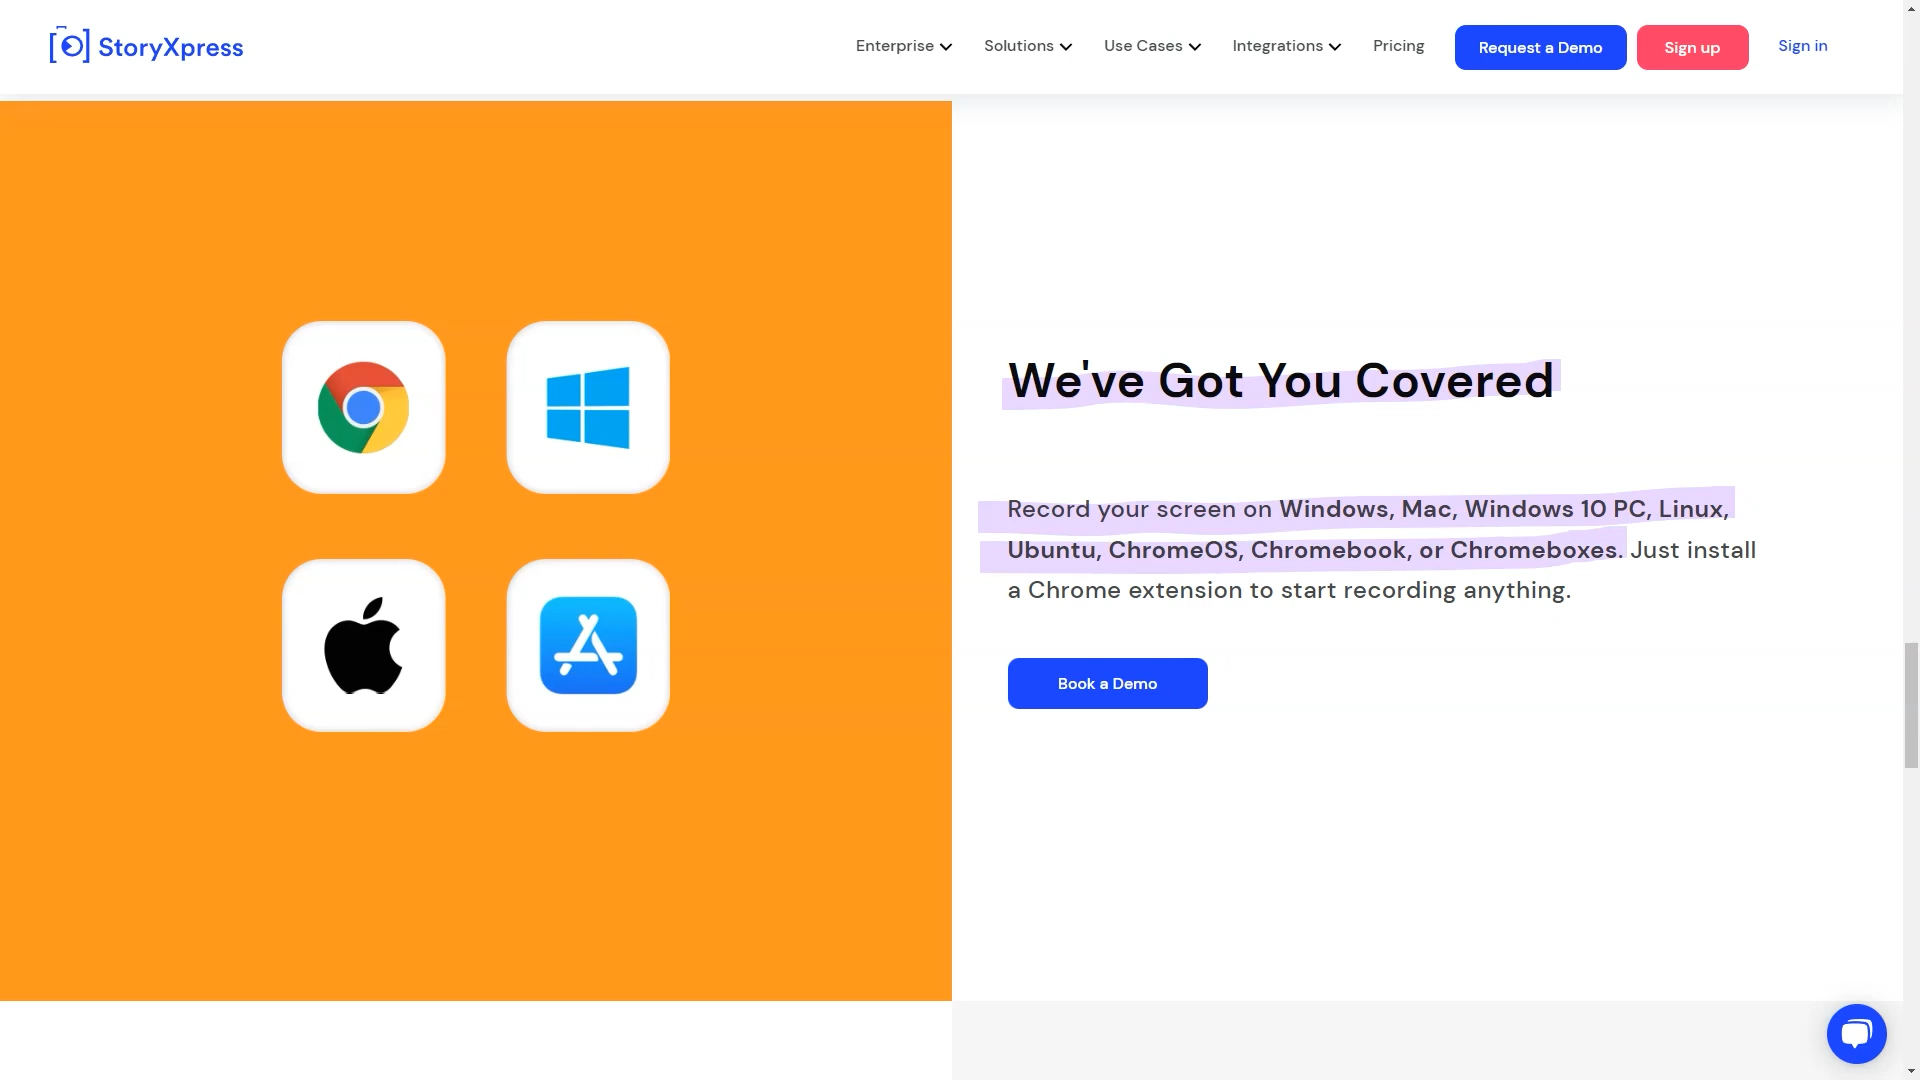 StoryXpress
Enterprise Solutions Use Cases Integrations Pricing Request a Demo Sign up Sign in
We've Got You Covered
Record your screen on Windows, Mac, Windows 10 PC, Linux,
Ubuntu, ChromeOS, Chromebook, or Chromeboxes. Just install
a Chrome extension to start recording anything.
Book a Demo